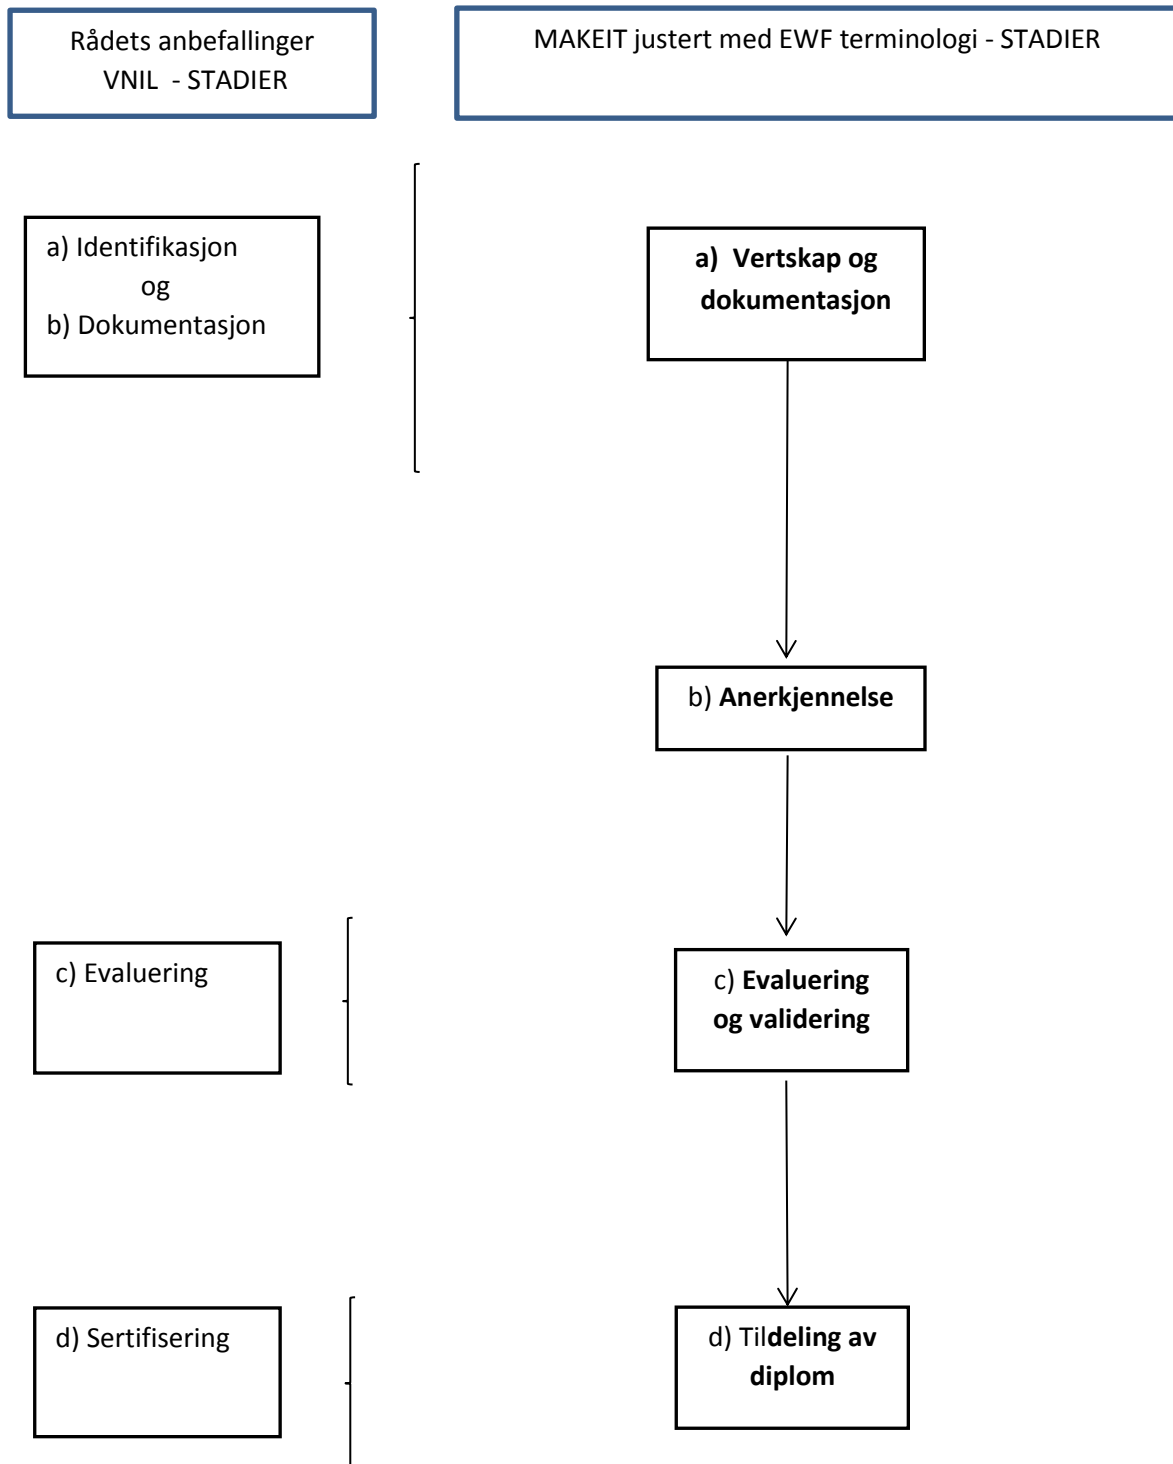 Rådets anbefallinger
VNIL - STADIER
MAKEIT justert med EWF terminologi - STADIER
a) Identifikasjon
og
b) Dokumentasjon
a) Vertskap og
dokumentasjon
b) Anerkjennelse
c) Evaluering
c) Evaluering
og validering
d) Sertifisering
d) Tildeling av
diplom